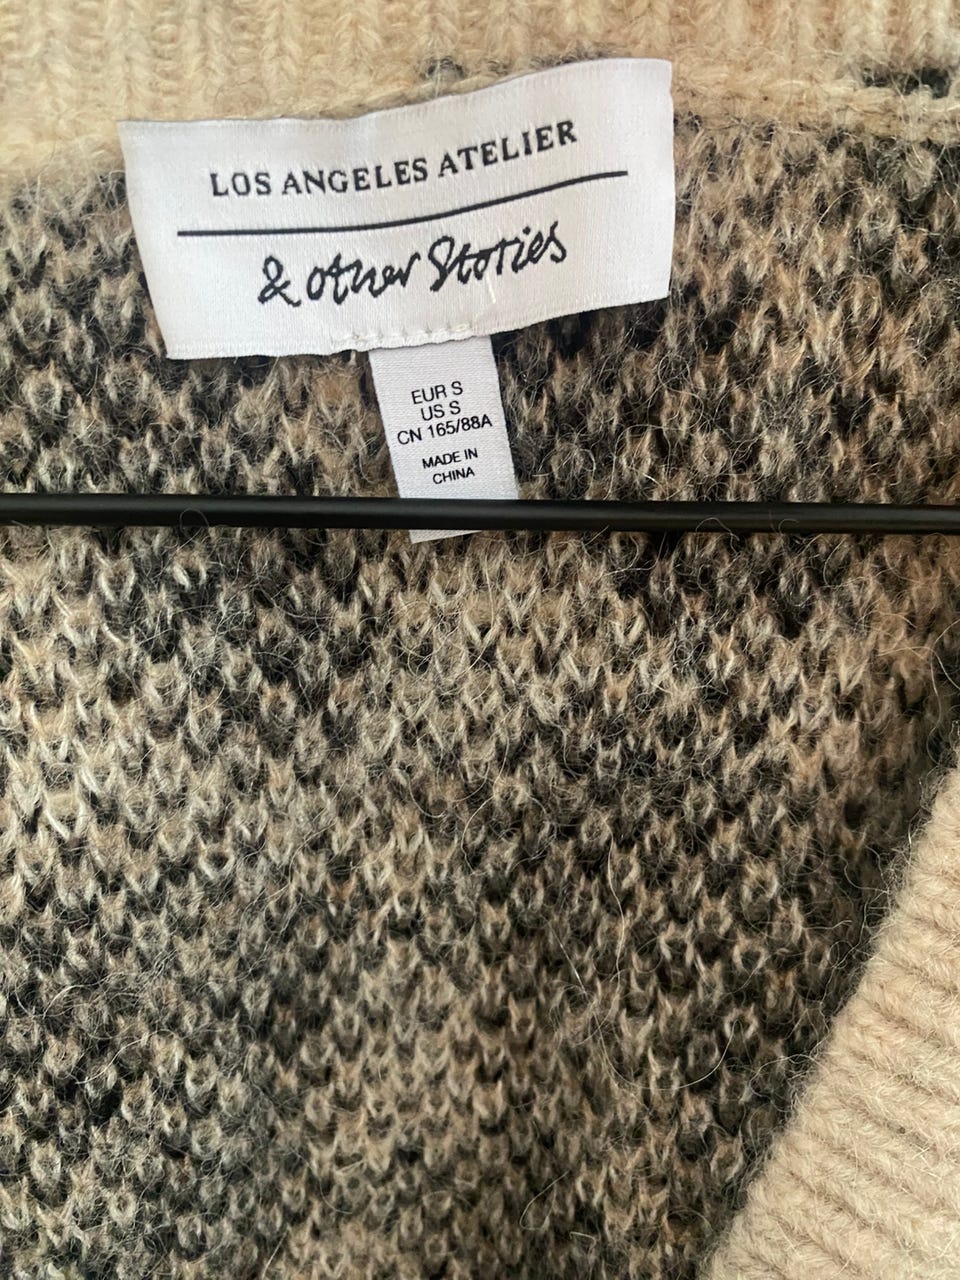 LOS ANGELES ATELIER
& other Stories
EUR S
US S
CN 165/88A
MADE IN
CHINA